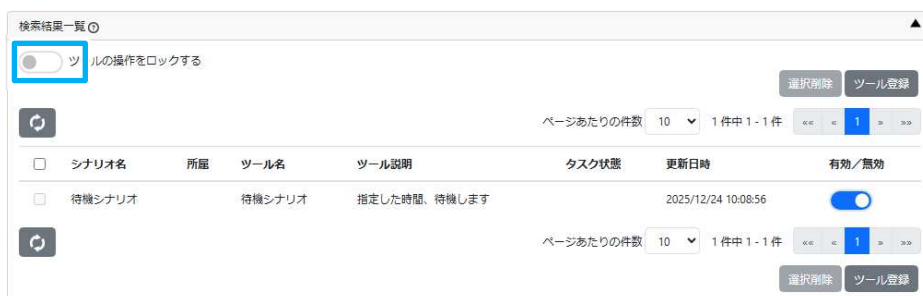 検索結果一覧 ?
▲
ツールの操作をロックする
選択削除 ツール登録
ページあたりの件数 10 1 件中 1 - 1 件 «« « 1 » »»
シナリオ名 所属 ツール名 ツール説明 タスク状態 更新日時 有効／無効
待機シナリオ 待機シナリオ 指定した時間、待機します 2025/12/24 10:08:56
ページあたりの件数 10 1 件中 1 - 1 件 «« « 1 » »»
選択削除 ツール登録